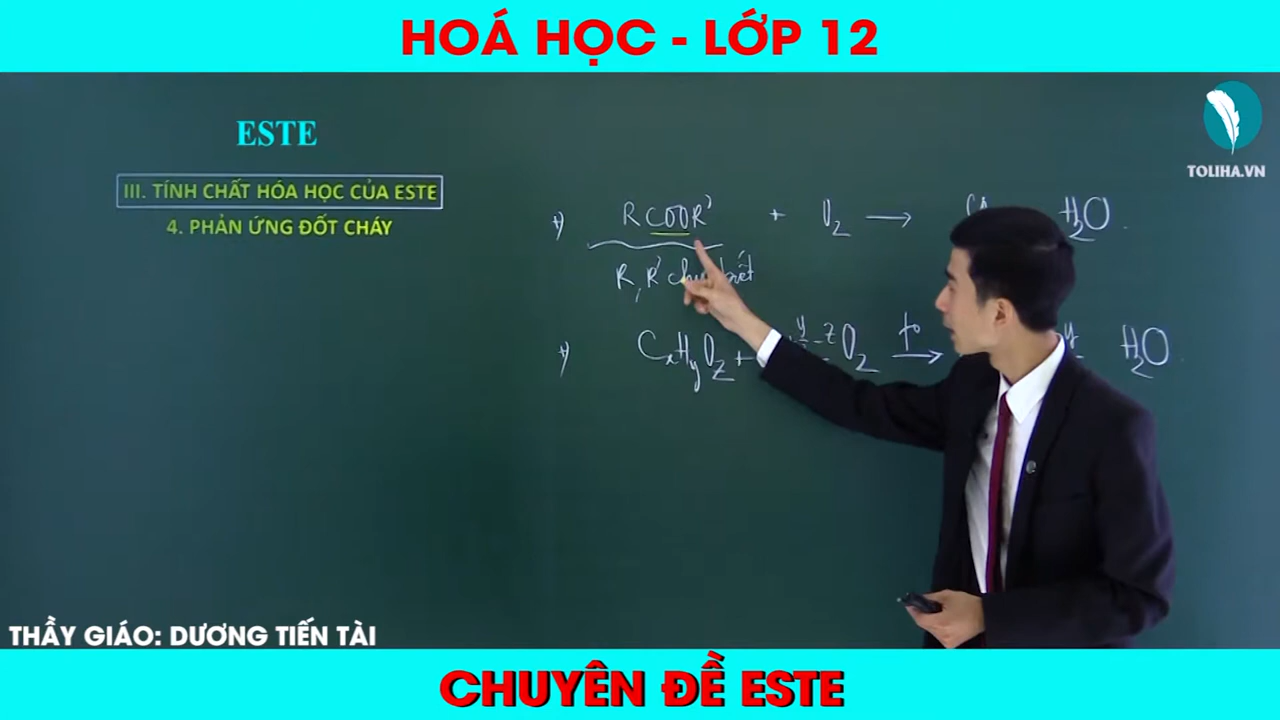 HOÁ HỌC - LỚP 12
TOLIHA.VN
ESTE
III. TÍNH CHẤT HÓA HỌC CỦA ESTE
4. PHẢN ỨNG ĐỐT CHÁY
+) RCOOR' + O₂ → H₂O
R, R'
+) CₓHᵧO_z + O₂ t° → H₂O
THẦY GIÁO: DƯƠNG TIẾN TÀI
CHUYÊN ĐỀ ESTE